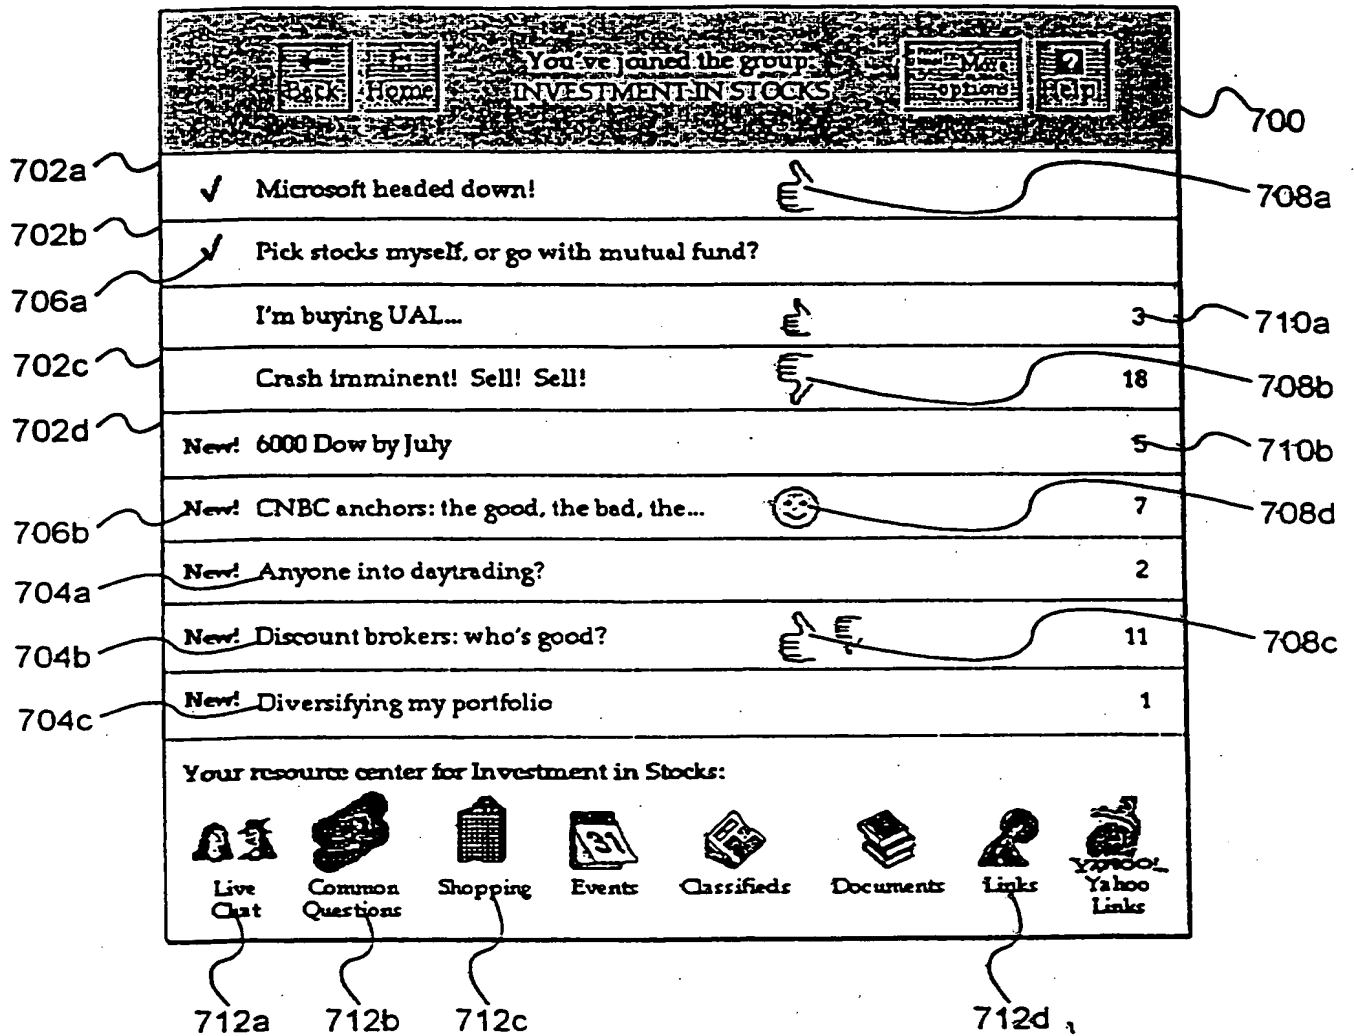 Back
Home
You've joined the group:
INVESTMENT IN STOCKS
More
options
Help
700
702a
Microsoft headed down!
708a
702b
Pick stocks myself, or go with mutual fund?
706a
I'm buying UAL...
3
710a
702c
Crash imminent! Sell! Sell!
18
708b
702d
New! 6000 Dow by July
5
710b
New! CNBC anchors: the good, the bad, the...
7
708d
706b
New! Anyone into daytrading?
2
704a
New! Discount brokers: who's good?
11
708c
704b
New! Diversifying my portfolio
1
704c
Your resource center for Investment in Stocks:
31
YAHOO!
Live
Chat
Common
Questions
Shopping
Events
Classifieds
Documents
Links
Yahoo
Links
712a
712b
712c
712d